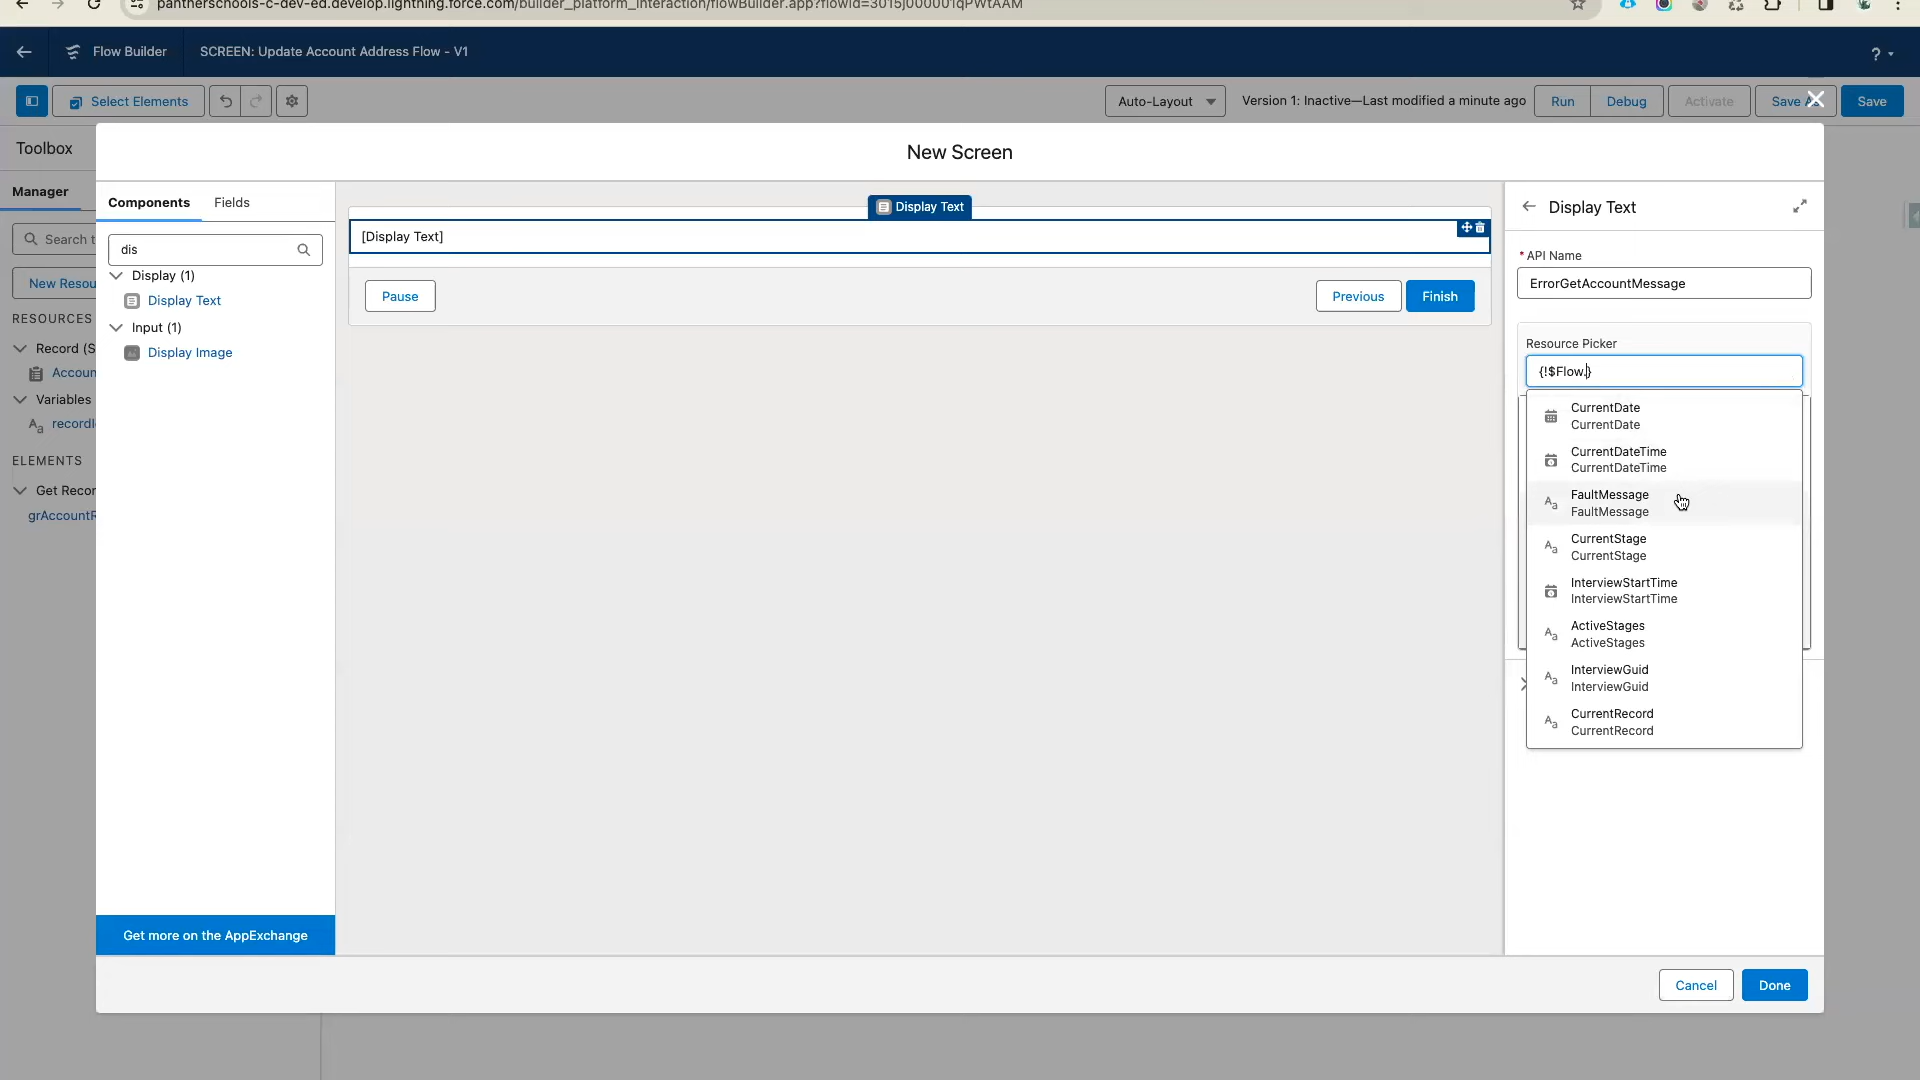 pantherschools-c-dev-ed.develop.lightning.force.com/builder_platform_interaction/flowBuilder.app?flowId=3015j000001qPWtAAM
Flow Builder
SCREEN: Update Account Address Flow - V1
?
Select Elements
Auto-Layout
Version 1: Inactive—Last modified a minute ago
Run
Debug
Activate
Save As
Save
Toolbox
Manager
Search t
New Resou
RESOURCES
Record (S
Accoun
Variables
recordI
ELEMENTS
Get Recor
grAccountR
New Screen
Components
Fields
dis
Display (1)
Display Text
Input (1)
Display Image
Get more on the AppExchange
Display Text
[Display Text]
Pause
Previous
Finish
Display Text
* API Name
ErrorGetAccountMessage
Resource Picker
{!$Flow.}
CurrentDate
CurrentDate
CurrentDateTime
CurrentDateTime
FaultMessage
FaultMessage
CurrentStage
CurrentStage
InterviewStartTime
InterviewStartTime
ActiveStages
ActiveStages
InterviewGuid
InterviewGuid
CurrentRecord
CurrentRecord
Cancel
Done